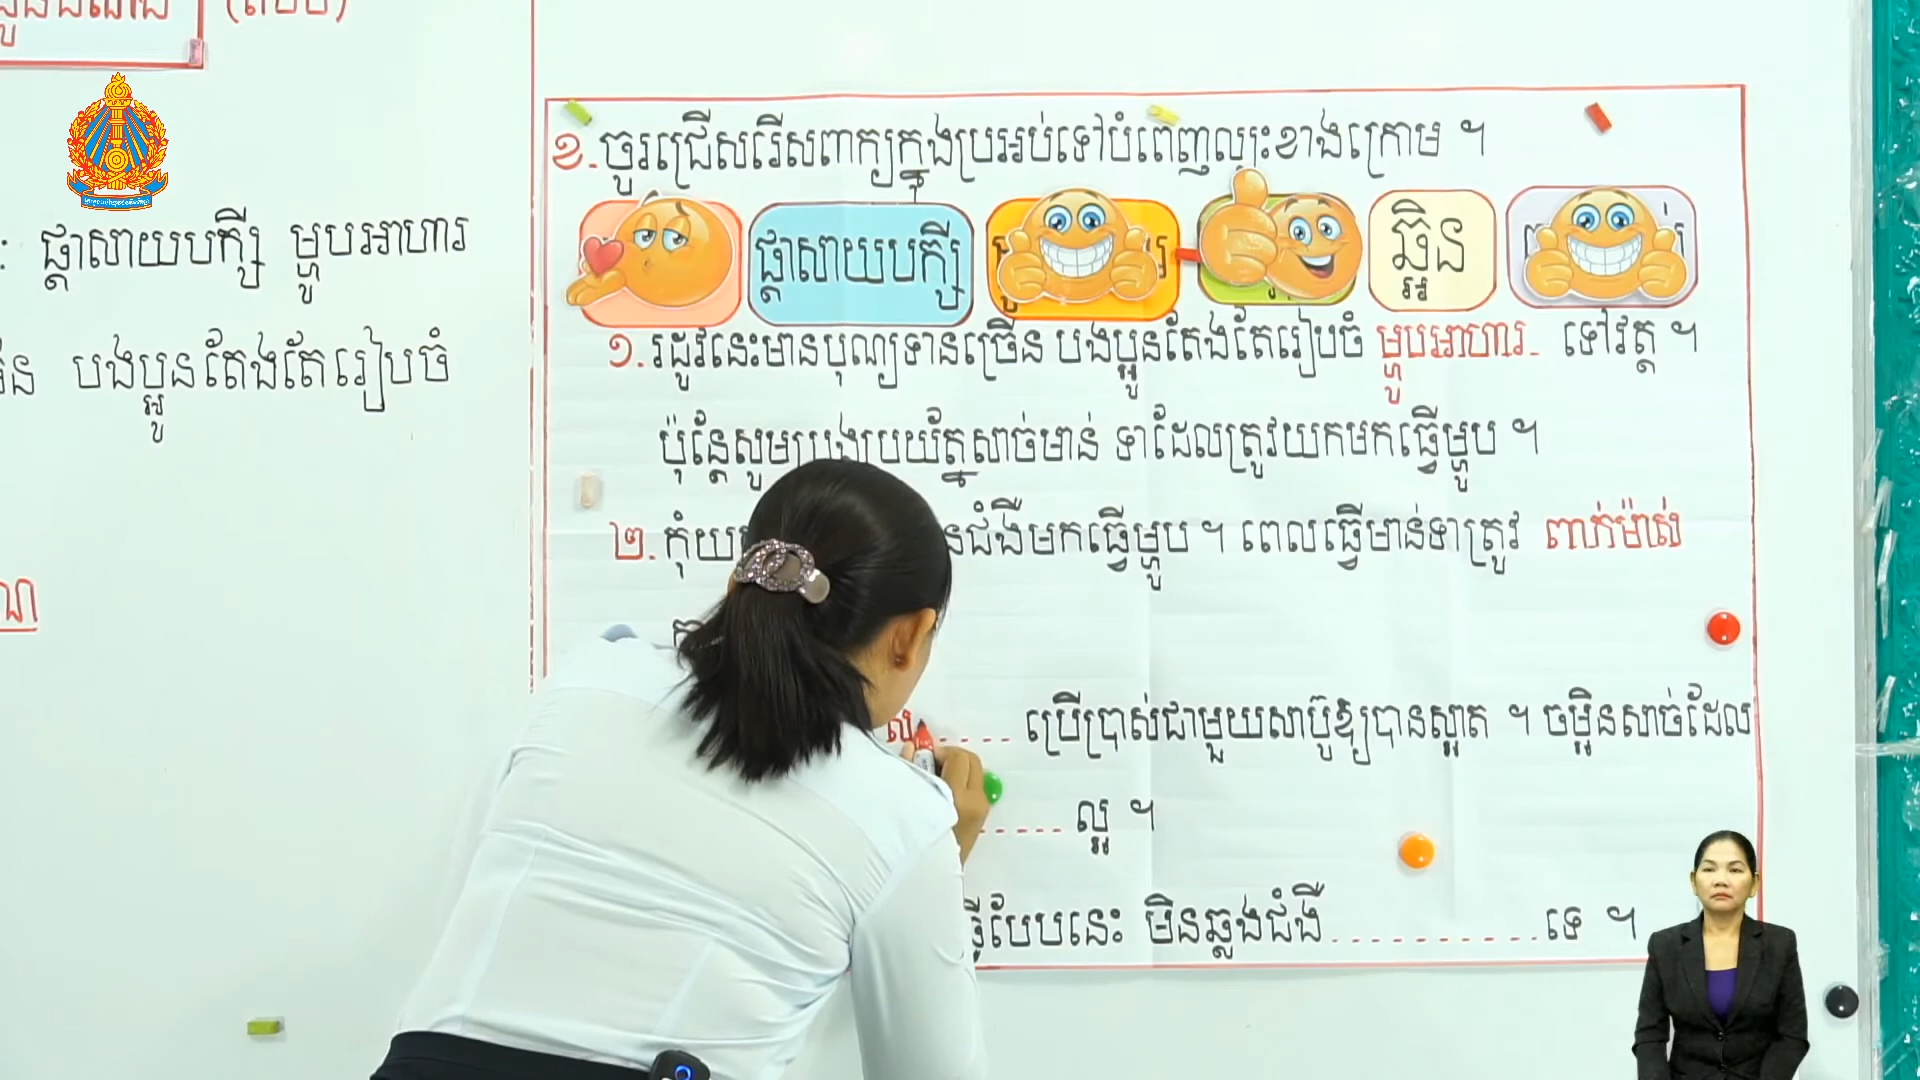 ផ្ដាសាយបក្សី ម្ហូបអាហារ
បងប្អូនតែងតែរៀបចំ
ខ. ចូរជ្រើសរើសពាក្យក្នុងប្រអប់ទៅបំពេញល្បះខាងក្រោម ។
ផ្ដាសាយបក្សី
ឆ្អិន
១. រដូវនេះមានបុណ្យទានច្រើន បងប្អូនតែងតែរៀបចំ ម្ហូបអាហារ ទៅវត្ត ។
ប៉ុន្តែសូមបងប្រយ័ត្នសាច់មាន់ ទាដែលត្រូវយកមកធ្វើម្ហូប ។
២. កុំយ នជំងឺមកធ្វើម្ហូប ។ ពេលធ្វើមាន់ទាត្រូវ ពាក់ម៉ាស់
..... ប្រើប្រាស់ជាមួយសាប៊ូឱ្យបានស្អាត ។ ចម្អិនសាច់ដែល
..... ល្អ ។
ធ្វើបែបនេះ មិនឆ្លងជំងឺ............ទេ ។